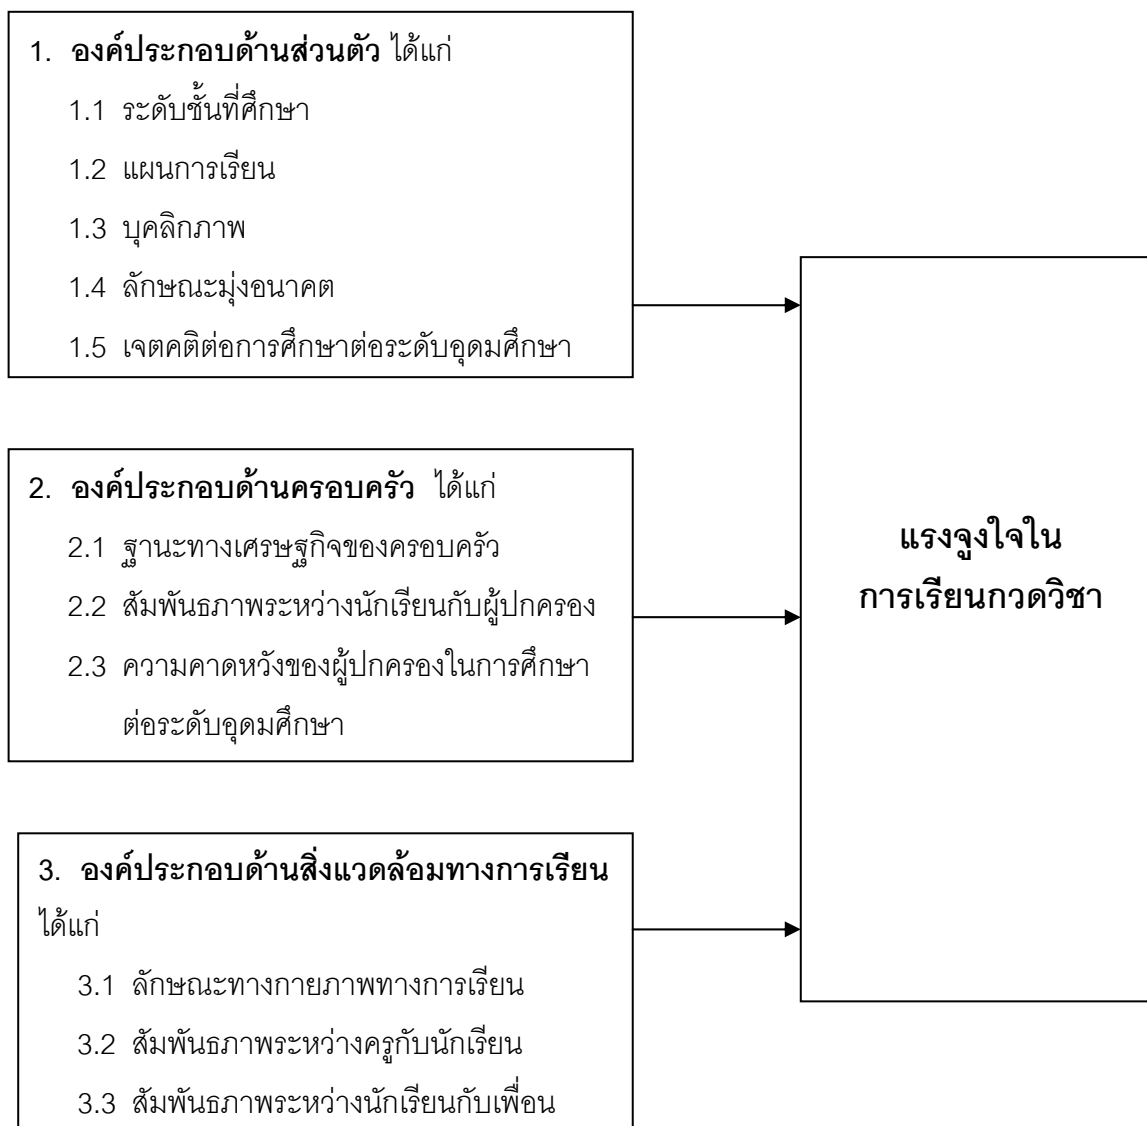 1. องค์ประกอบด้านส่วนตัว ได้แก่
1.1 ระดับชั้นที่ศึกษา
1.2 แผนการเรียน
1.3 บุคลิกภาพ
1.4 ลักษณะมุ่งอนาคต
1.5 เจตคติต่อการศึกษาต่อระดับอุดมศึกษา
2. องค์ประกอบด้านครอบครัว ได้แก่
2.1 ฐานะทางเศรษฐกิจของครอบครัว
2.2 สัมพันธภาพระหว่างนักเรียนกับผู้ปกครอง
2.3 ความคาดหวังของผู้ปกครองในการศึกษา
ต่อระดับอุดมศึกษา
3. องค์ประกอบด้านสิ่งแวดล้อมทางการเรียน
ได้แก่
3.1 ลักษณะทางกายภาพทางการเรียน
3.2 สัมพันธภาพระหว่างครูกับนักเรียน
3.3 สัมพันธภาพระหว่างนักเรียนกับเพื่อน
แรงจูงใจใน
การเรียนกวดวิชา